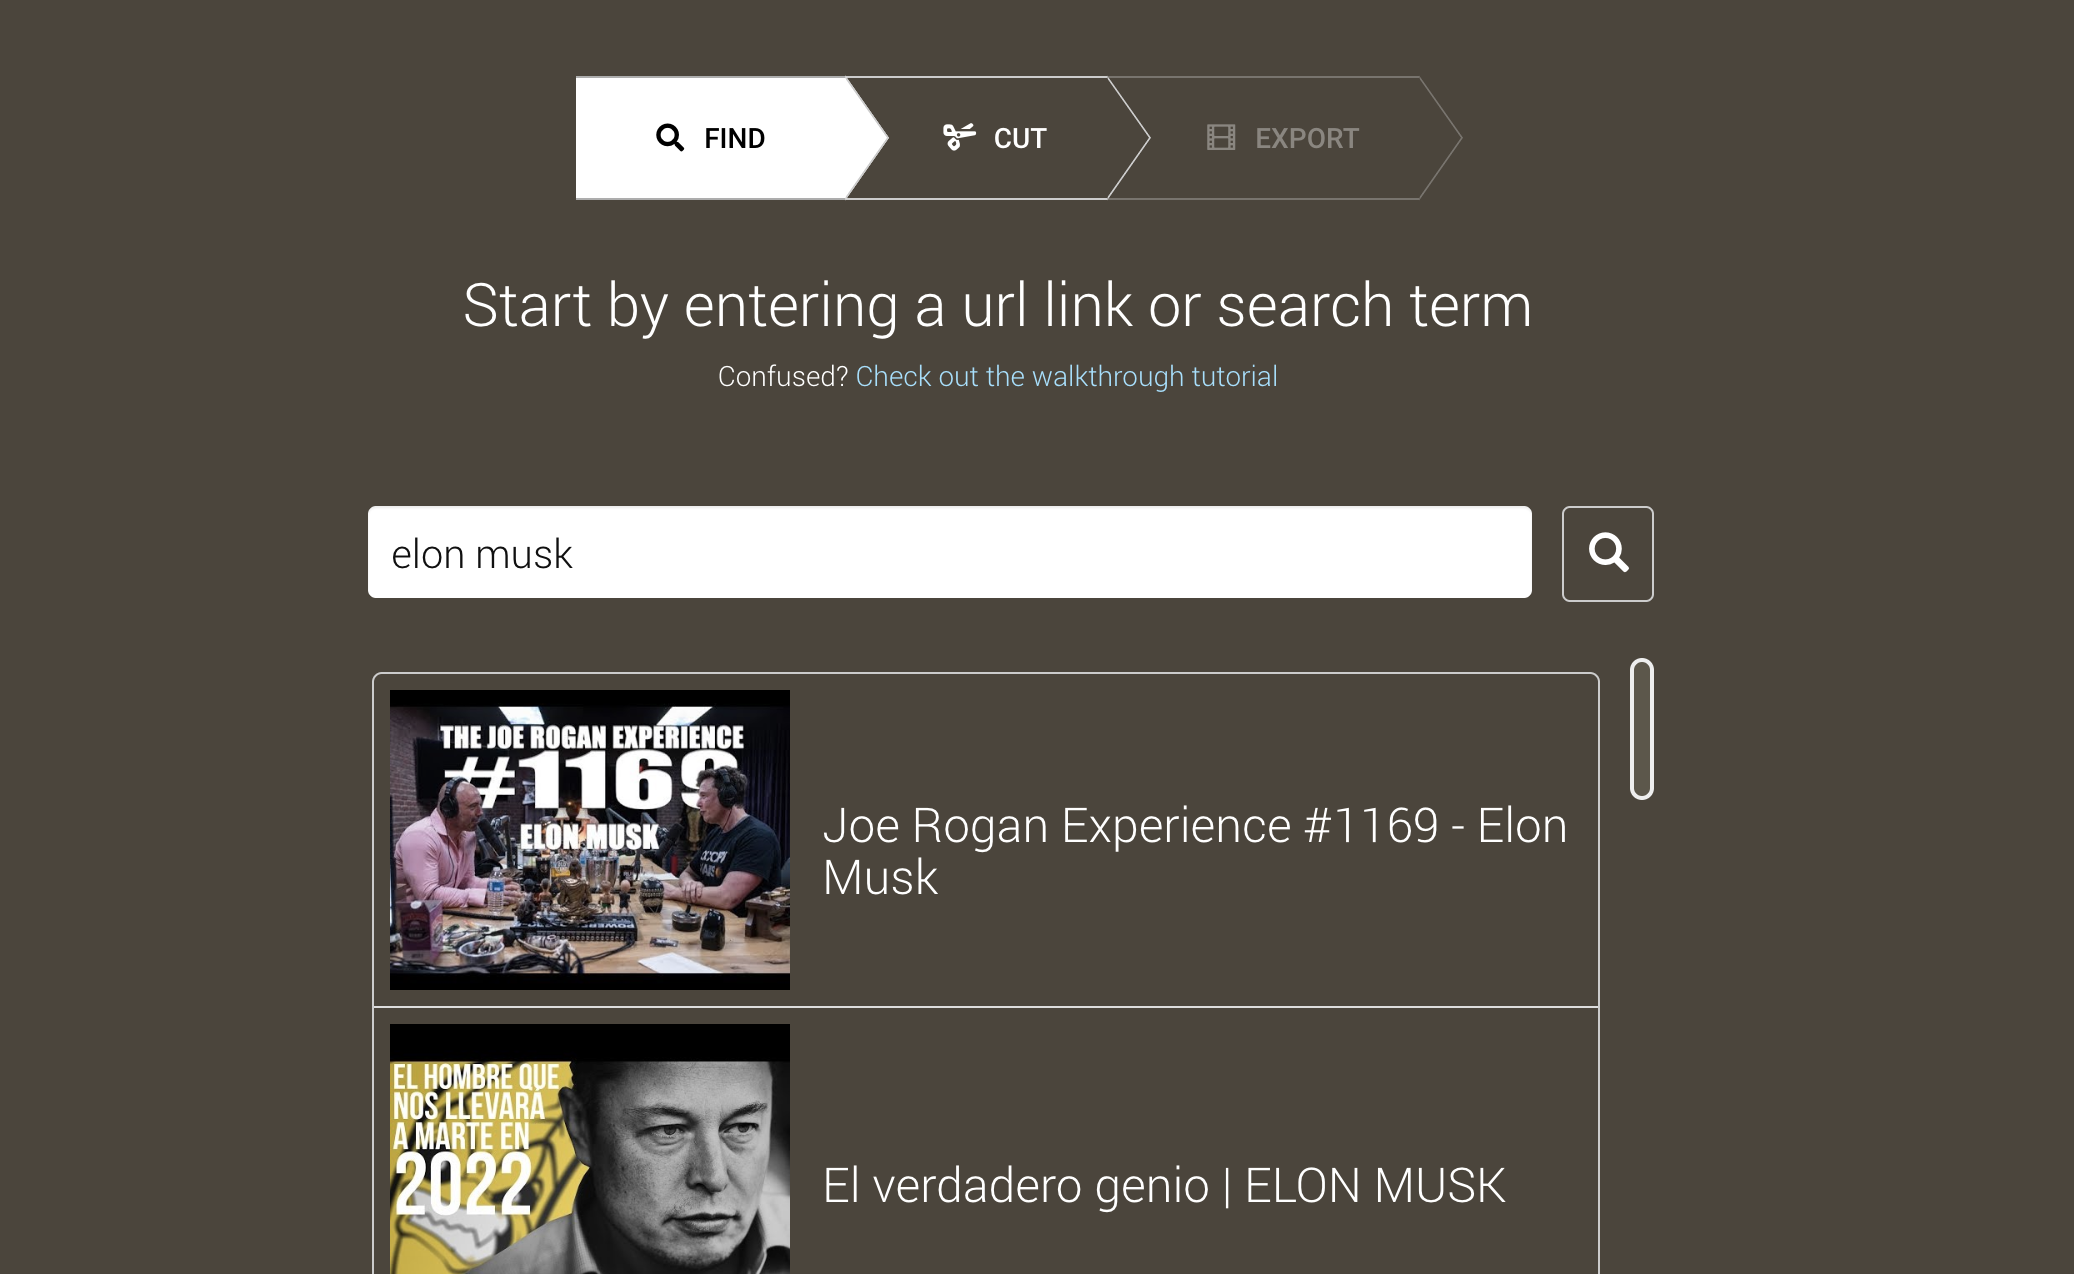 FIND
CUT
EXPORT
Start by entering a url link or search term
Confused? Check out the walkthrough tutorial
elon musk
THE JOE ROGAN EXPERIENCE
#1169
ELON MUSK
Joe Rogan Experience #1169 - Elon
Musk
EL HOMBRE QUE
NOS LLEVARÁ
A MARTE EN
2022
El verdadero genio | ELON MUSK